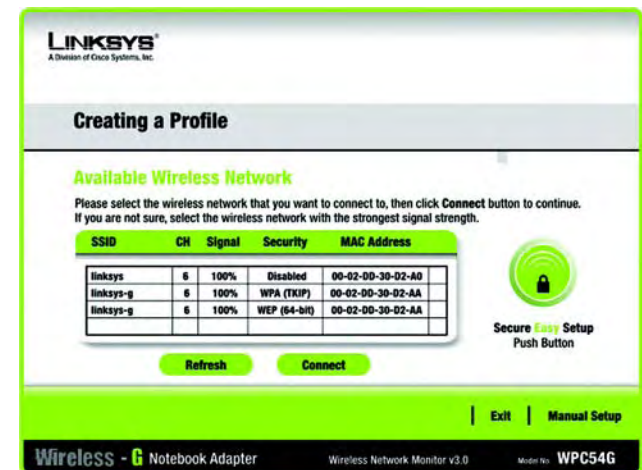 LINKSYS®
A Division of Cisco Systems, Inc.
Creating a Profile
Available Wireless Network
Please select the wireless network that you want to connect to, then click Connect button to continue.
If you are not sure, select the wireless network with the strongest signal strength.
SSID CH Signal Security MAC Address
linksys 6 100% Disabled 00-02-DD-30-D2-A0
linksys-g 6 100% WPA (TKIP) 00-02-DD-30-D2-AA
linksys-g 6 100% WEP (64-bit) 00-02-DD-30-D2-AA
Secure Easy Setup
Push Button
Refresh Connect
Exit Manual Setup
Wireless - G Notebook Adapter Wireless Network Monitor v3.0 Model No. WPC54G